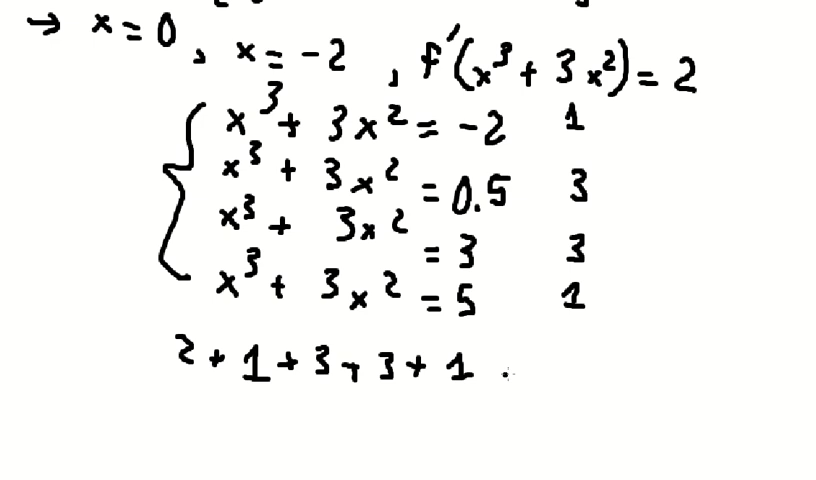 → x = 0, x = -2, f'(x³ + 3x²) = 2
x³ + 3x² = -2 1
x³ + 3x² = 0.5 3
x³ + 3x² = 3 3
x³ + 3x² = 5 1
2 + 1 + 3 + 3 + 1